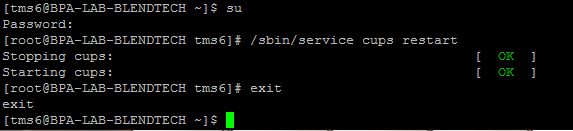 [tms6@BPA-LAB-BLENDTECH ~]$ su
Password:
[root@BPA-LAB-BLENDTECH tms6]# /sbin/service cups restart
Stopping cups:                                             [  OK  ]
Starting cups:                                             [  OK  ]
[root@BPA-LAB-BLENDTECH tms6]# exit
exit
[tms6@BPA-LAB-BLENDTECH ~]$